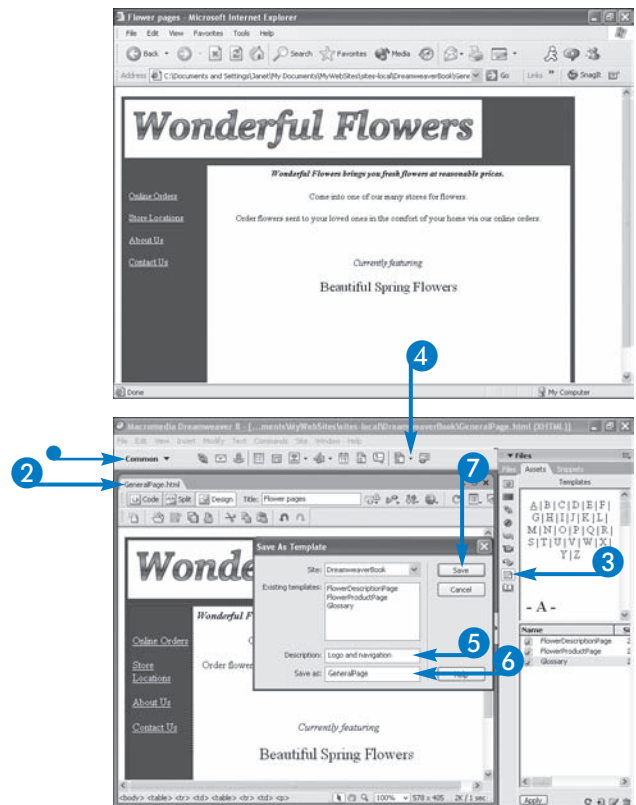 Flower pages - Microsoft Internet Explorer
File Edit View Favorites Tools Help
Back Search Favorites Media
Address C:\Documents and Settings\Janet\My Documents\MyWebSites\sites-local\DreamweaverBook\Gene Go Links » SnagIt
Wonderful Flowers
Wonderful Flowers brings you fresh flowers at reasonable prices.
Online Orders
Come into one of our many stores for flowers.
Store Locations
Order flowers sent to your loved ones in the comfort of your home via our online orders.
About Us
Contact Us
Currently featuring
Beautiful Spring Flowers
4
Done My Computer
Macromedia Dreamweaver 8 - [...ments\MyWebSites\sites-local\DreamweaverBook\GeneralPage.html (XHTML)]
File Edit View Insert Modify Text Commands Site Window Help
2
Common
7
Files
Files Assets Snippets
Templates
GeneralPage.html
Code Split Design Title: Flower pages
A|B|C|D|E|F|
G|H|I|J|K|L|
M|N|O|P|Q|R|
S|T|U|V|W|X|
Y|Z
3
- A -
Wonde
Save As Template
Site: DreamweaverBook Save
Existing templates: FlowerDescriptionPage Cancel
FlowerProductPage
Glossary
Description: Logo and navigation 5
Save as: GeneralPage Help 6
Name
FlowerDescriptionPage
FlowerProductPage
Glossary
Wonderful F
Online Orders
Order flower
Store
Locations
About Us
Contact Us
Currently featuring
Beautiful Spring Flowers
<body> <table> <tr> <td> <table> <tr> <td> <p> 100% 578 x 405 2K / 1 sec
Apply